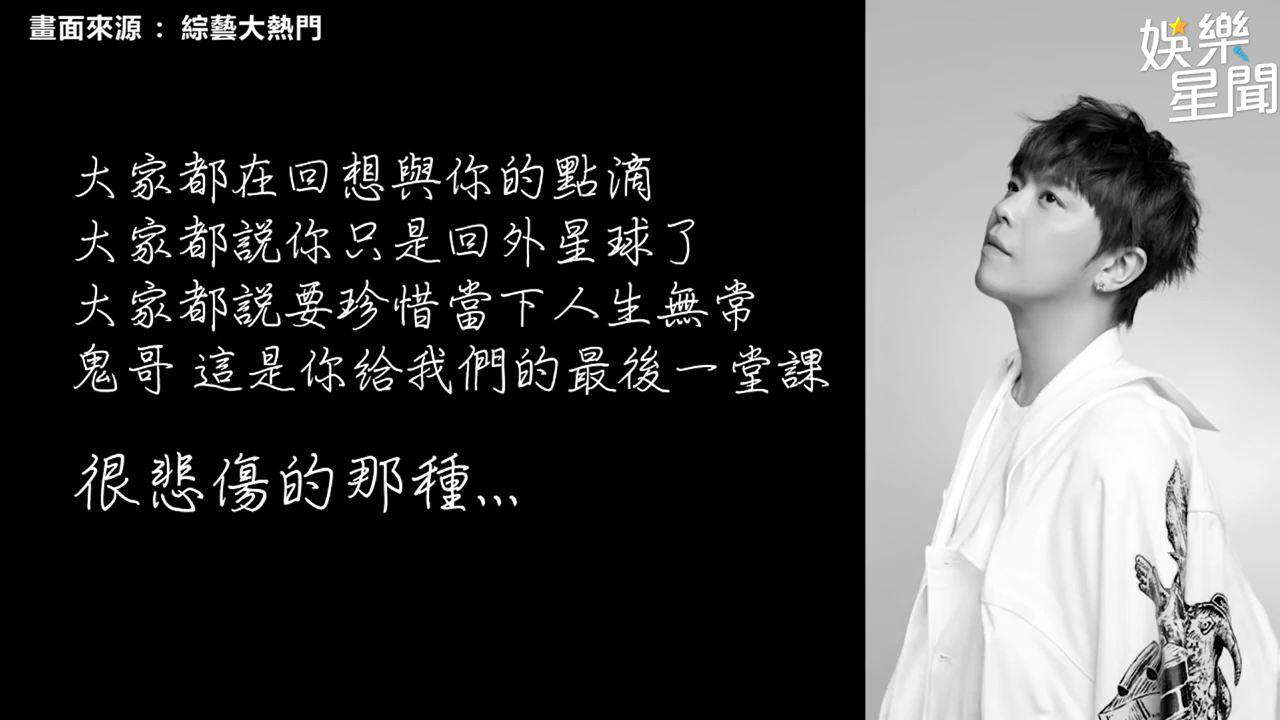 畫面來源：綜藝大熱門
娛樂
星聞
大家都在回想與你的點滴
大家都說你只是回外星球了
大家都說要珍惜當下人生無常
鬼哥 這是你給我們的最後一堂課
很悲傷的那種...